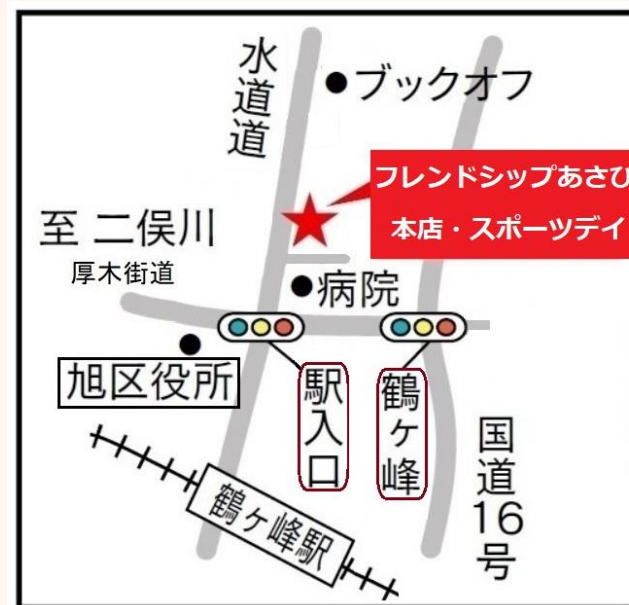 水道道
ブックオフ
フレンドシップあさひ
本店・スポーツデイ
至 二俣川
厚木街道
病院
旭区役所
駅入口
鶴ヶ峰
国道16号
鶴ヶ峰駅